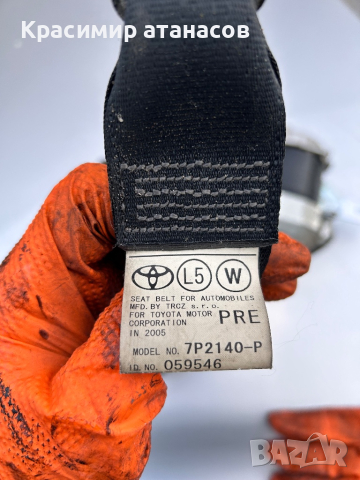 Красимир атанасов
L5
W
SEAT BELT FOR AUTOMOBILES
MFD. BY TRCZ s. r. o.
FOR TOYOTA MOTOR
CORPORATION PRE
IN 2005
MODEL NO. 7P2140-P
ID.NO. 059546
BAZAR